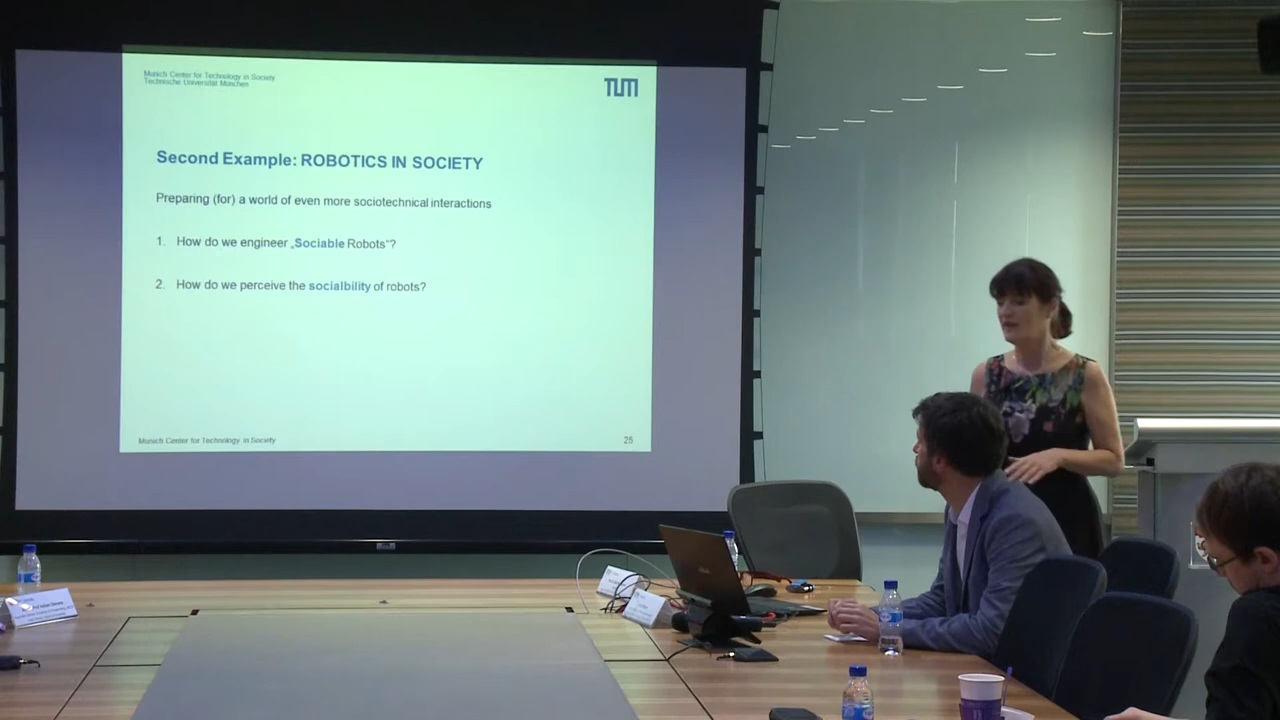 Munich Center for Technology in Society
Technische Universität München
TUM
Second Example: ROBOTICS IN SOCIETY
Preparing (for) a world of even more sociotechnical interactions
1. How do we engineer „Sociable Robots“?
2. How do we perceive the socialbility of robots?
Munich Center for Technology in Society
25